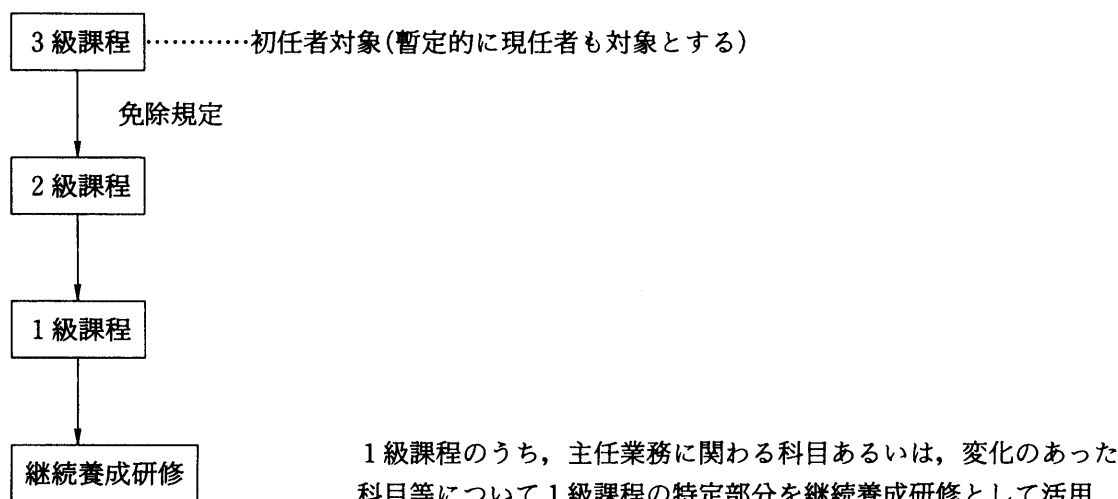 3級課程…………初任者対象(暫定的に現任者も対象とする)
免除規定
2級課程
1級課程
継続養成研修
1級課程のうち，主任業務に関わる科目あるいは，変化のあった
科目等について1級課程の特定部分を継続養成研修として活用